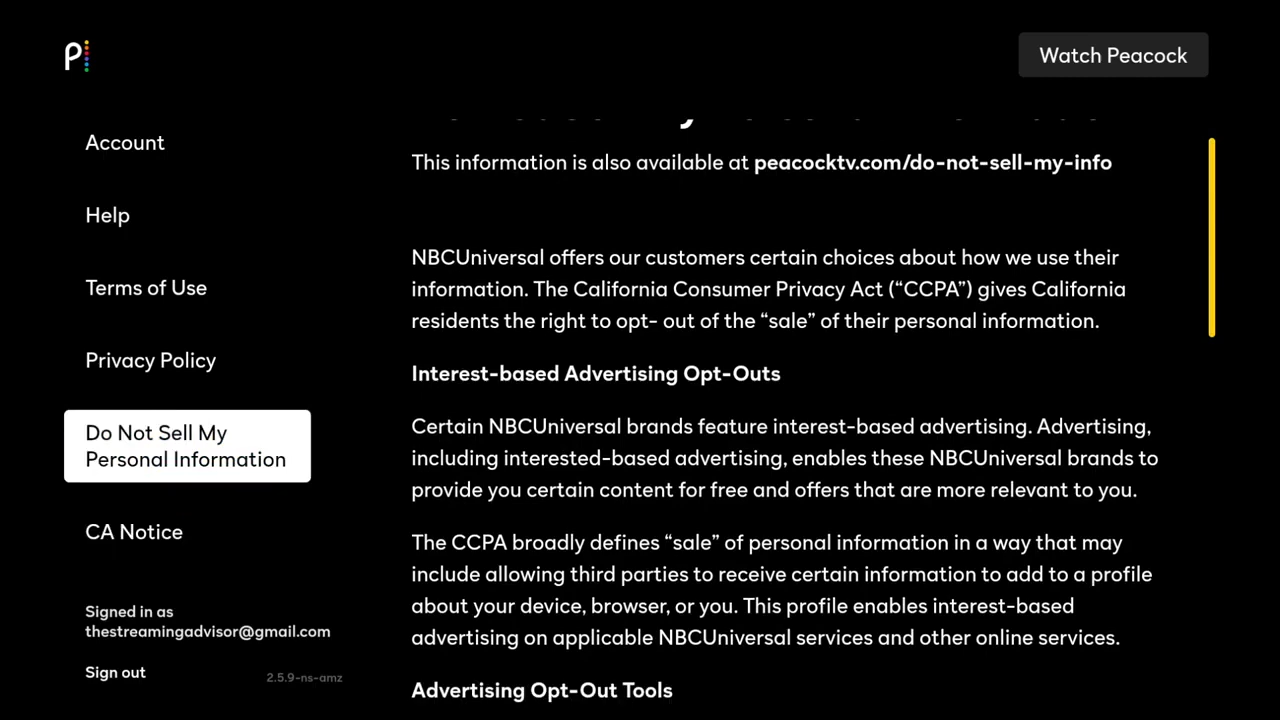 P
Watch Peacock
Account
Help
Terms of Use
Privacy Policy
Do Not Sell My
Personal Information
CA Notice
Signed in as
thestreamingadvisor@gmail.com
Sign out
2.5.9-ns-amz
This information is also available at peacocktv.com/do-not-sell-my-info
NBCUniversal offers our customers certain choices about how we use their
information. The California Consumer Privacy Act (“CCPA”) gives California
residents the right to opt- out of the “sale” of their personal information.
Interest-based Advertising Opt-Outs
Certain NBCUniversal brands feature interest-based advertising. Advertising,
including interested-based advertising, enables these NBCUniversal brands to
provide you certain content for free and offers that are more relevant to you.
The CCPA broadly defines “sale” of personal information in a way that may
include allowing third parties to receive certain information to add to a profile
about your device, browser, or you. This profile enables interest-based
advertising on applicable NBCUniversal services and other online services.
Advertising Opt-Out Tools